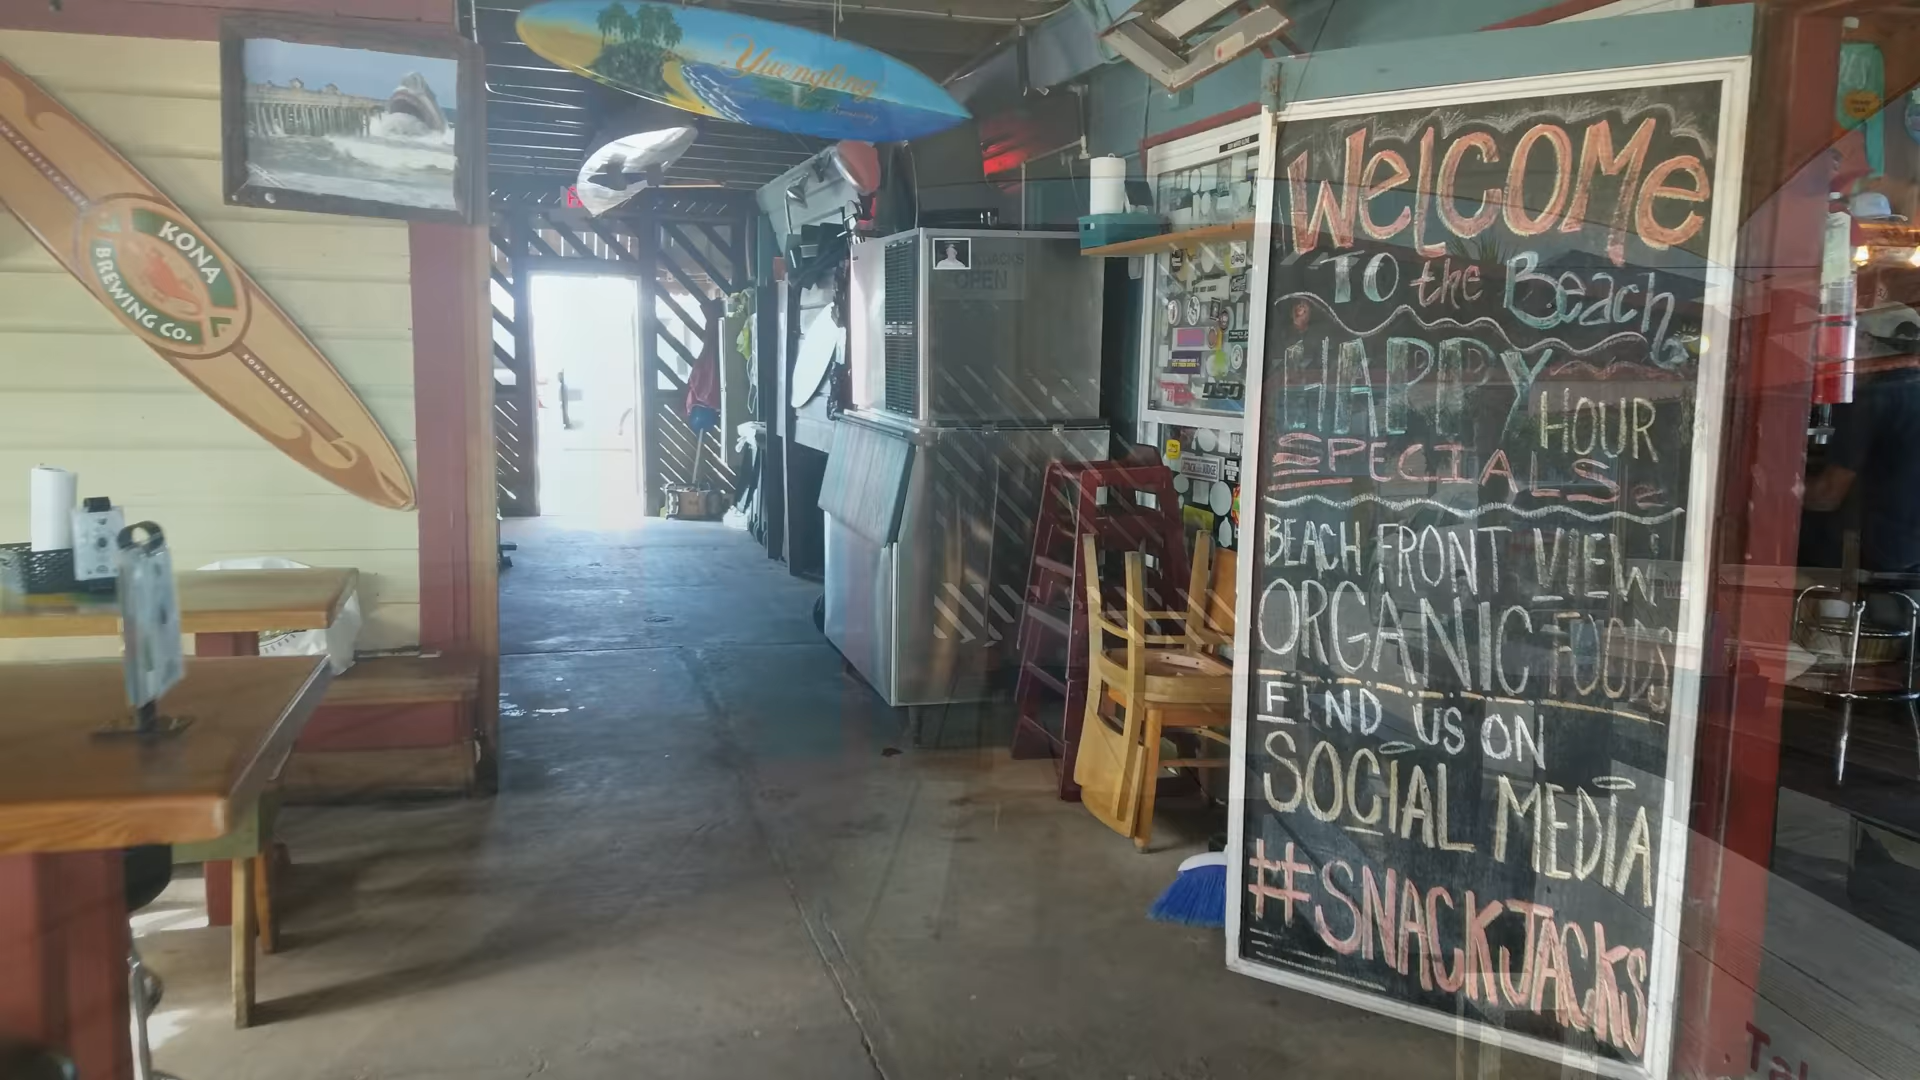 Yuengling
KONA
BREWING CO.
KONA, HAWAII
OPEN
WELCOME
TO the Beach
HAPPY HOUR
SPECIALS
BEACH FRONT VIEW!
ORGANIC FOODS
FIND US ON
SOCIAL MEDIA
#SNACKJACKS